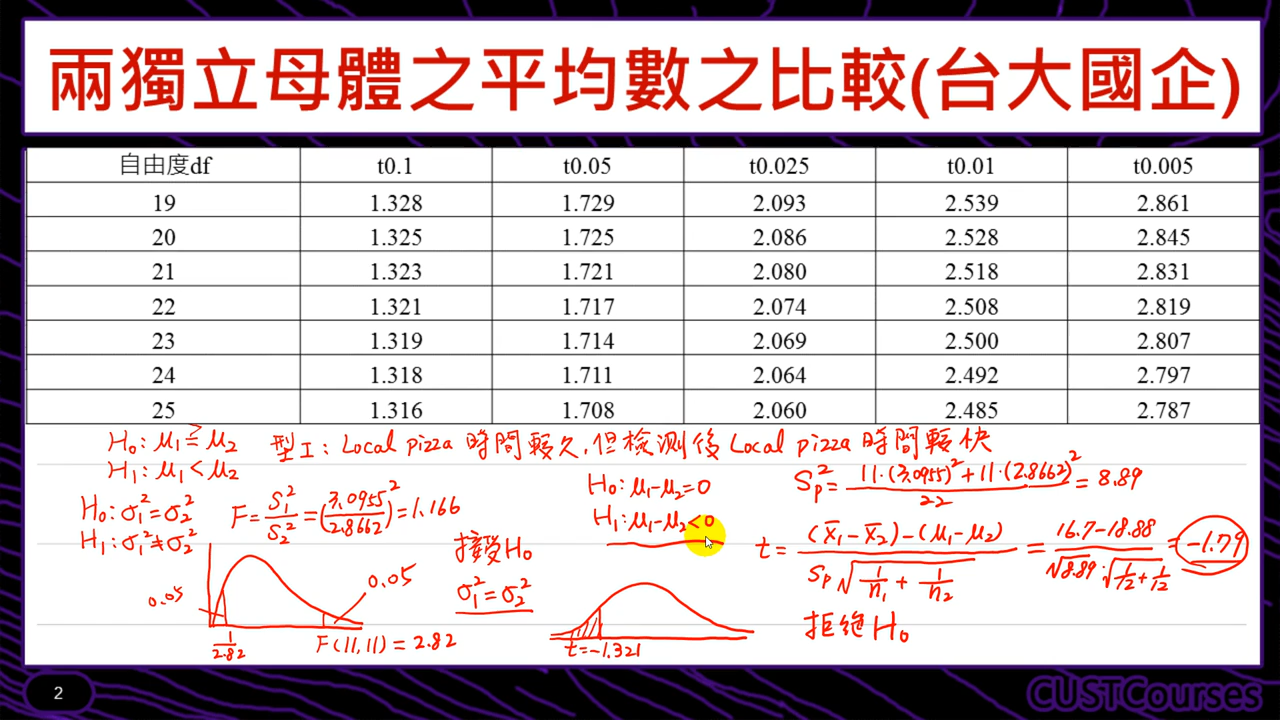 兩獨立母體之平均數之比較(台大國企)
自由度df t0.1 t0.05 t0.025 t0.01 t0.005
19 1.328 1.729 2.093 2.539 2.861
20 1.325 1.725 2.086 2.528 2.845
21 1.323 1.721 2.080 2.518 2.831
22 1.321 1.717 2.074 2.508 2.819
23 1.319 1.714 2.069 2.500 2.807
24 1.318 1.711 2.064 2.492 2.797
25 1.316 1.708 2.060 2.485 2.787
H₀: μ₁ ≥ μ₂
H₁: μ₁ < μ₂
型I: Local pizza 時間較久, 但檢測後 Local pizza 時間較快
H₀: σ₁² = σ₂²
H₁: σ₁² ≠ σ₂²
F = S₁²/S₂² = (3.0955/2.8662)² = 1.166
0.05
0.05
1/2.82
F(11,11) = 2.82
接受H₀
σ₁² = σ₂²
H₀: μ₁-μ₂=0
H₁: μ₁-μ₂<0
t=-1.321
Sp² = (11·(3.0955)²+11·(2.8662)²)/22 = 8.89
t = ((x̄₁-x̄₂)-(μ₁-μ₂))/(Sp√(1/n₁+1/n₂)) = (16.7-18.88)/(√8.89·√(1/12+1/12)) = -1.79
拒絕H₀
2
CUSTCourses